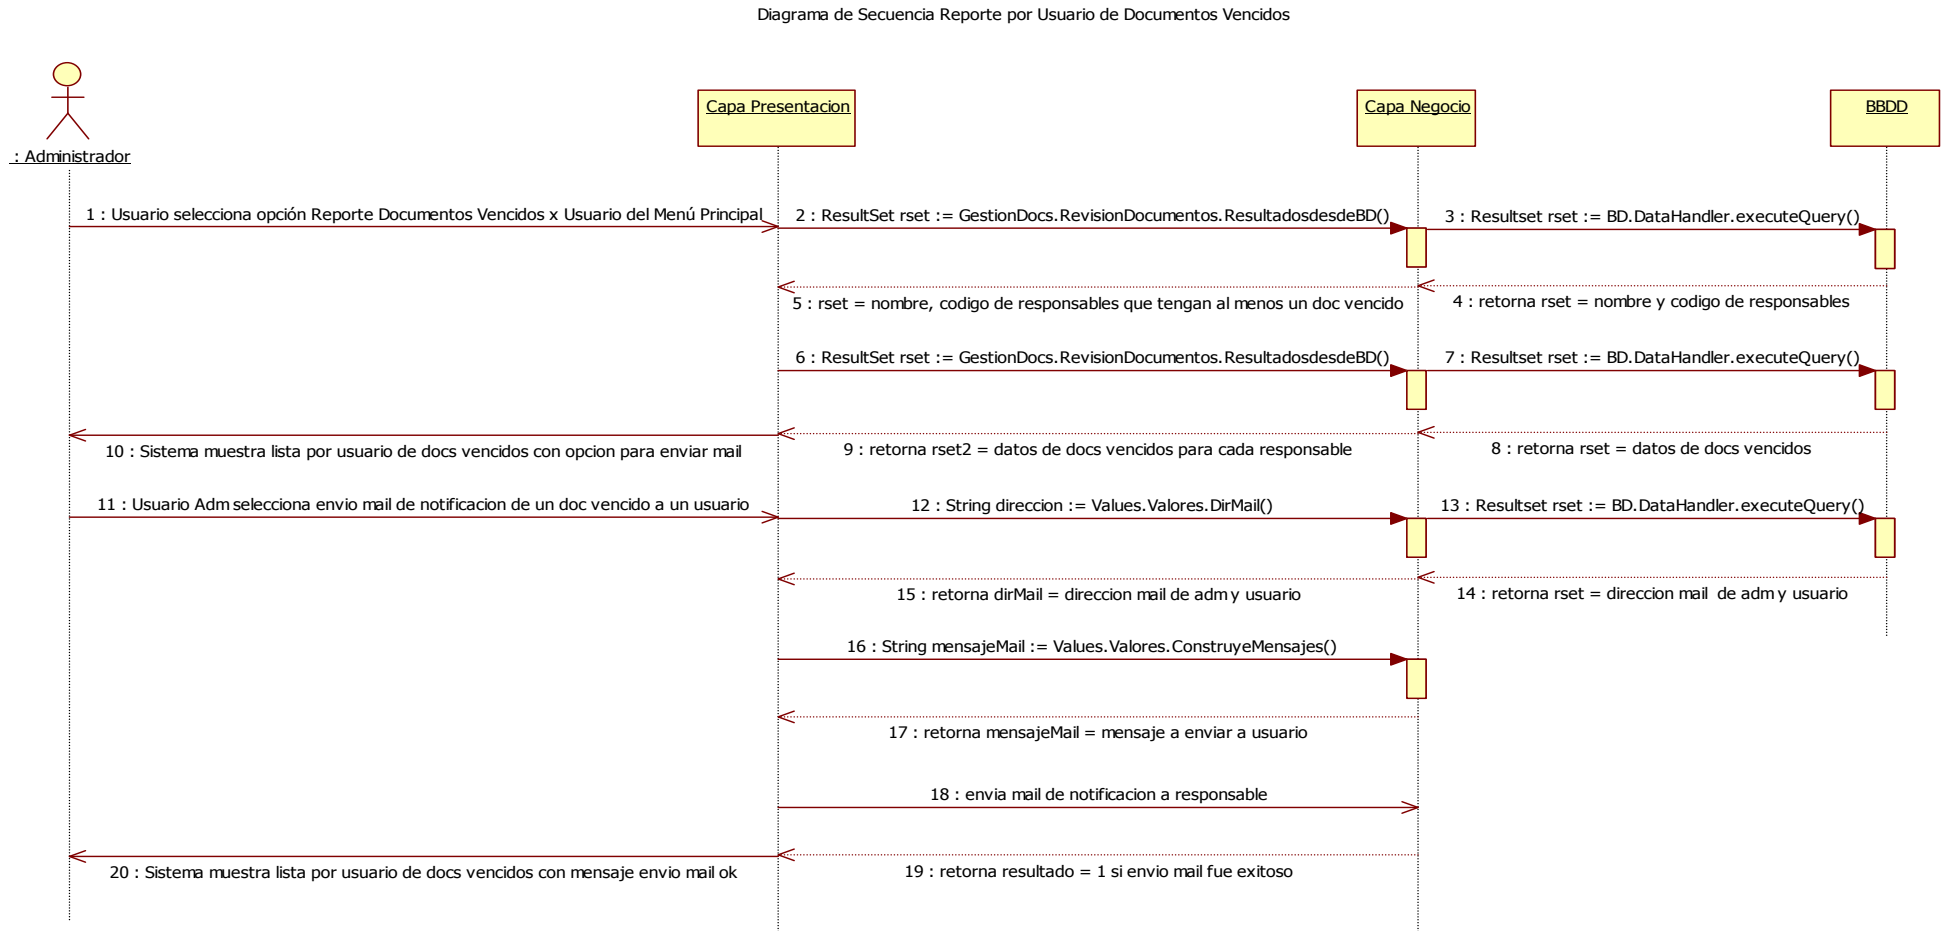 Diagrama de Secuencia Reporte por Usuario de Documentos Vencidos
: Administrador
Capa Presentacion
Capa Negocio
BBDD
1 : Usuario selecciona opción Reporte Documentos Vencidos x Usuario del Menú Principal
2 : ResultSet rset := GestionDocs.RevisionDocumentos.ResultadosdesdeBD()
3 : Resultset rset := BD.DataHandler.executeQuery()
4 : retorna rset = nombre y codigo de responsables
5 : rset = nombre, codigo de responsables que tengan al menos un doc vencido
6 : ResultSet rset := GestionDocs.RevisionDocumentos.ResultadosdesdeBD()
7 : Resultset rset := BD.DataHandler.executeQuery()
8 : retorna rset = datos de docs vencidos
9 : retorna rset2 = datos de docs vencidos para cada responsable
10 : Sistema muestra lista por usuario de docs vencidos con opcion para enviar mail
11 : Usuario Adm selecciona envio mail de notificacion de un doc vencido a un usuario
12 : String direccion := Values.Valores.DirMail()
13 : Resultset rset := BD.DataHandler.executeQuery()
14 : retorna rset = direccion mail de adm y usuario
15 : retorna dirMail = direccion mail de adm y usuario
16 : String mensajeMail := Values.Valores.ConstruyeMensajes()
17 : retorna mensajeMail = mensaje a enviar a usuario
18 : envia mail de notificacion a responsable
19 : retorna resultado = 1 si envio mail fue exitoso
20 : Sistema muestra lista por usuario de docs vencidos con mensaje envio mail ok